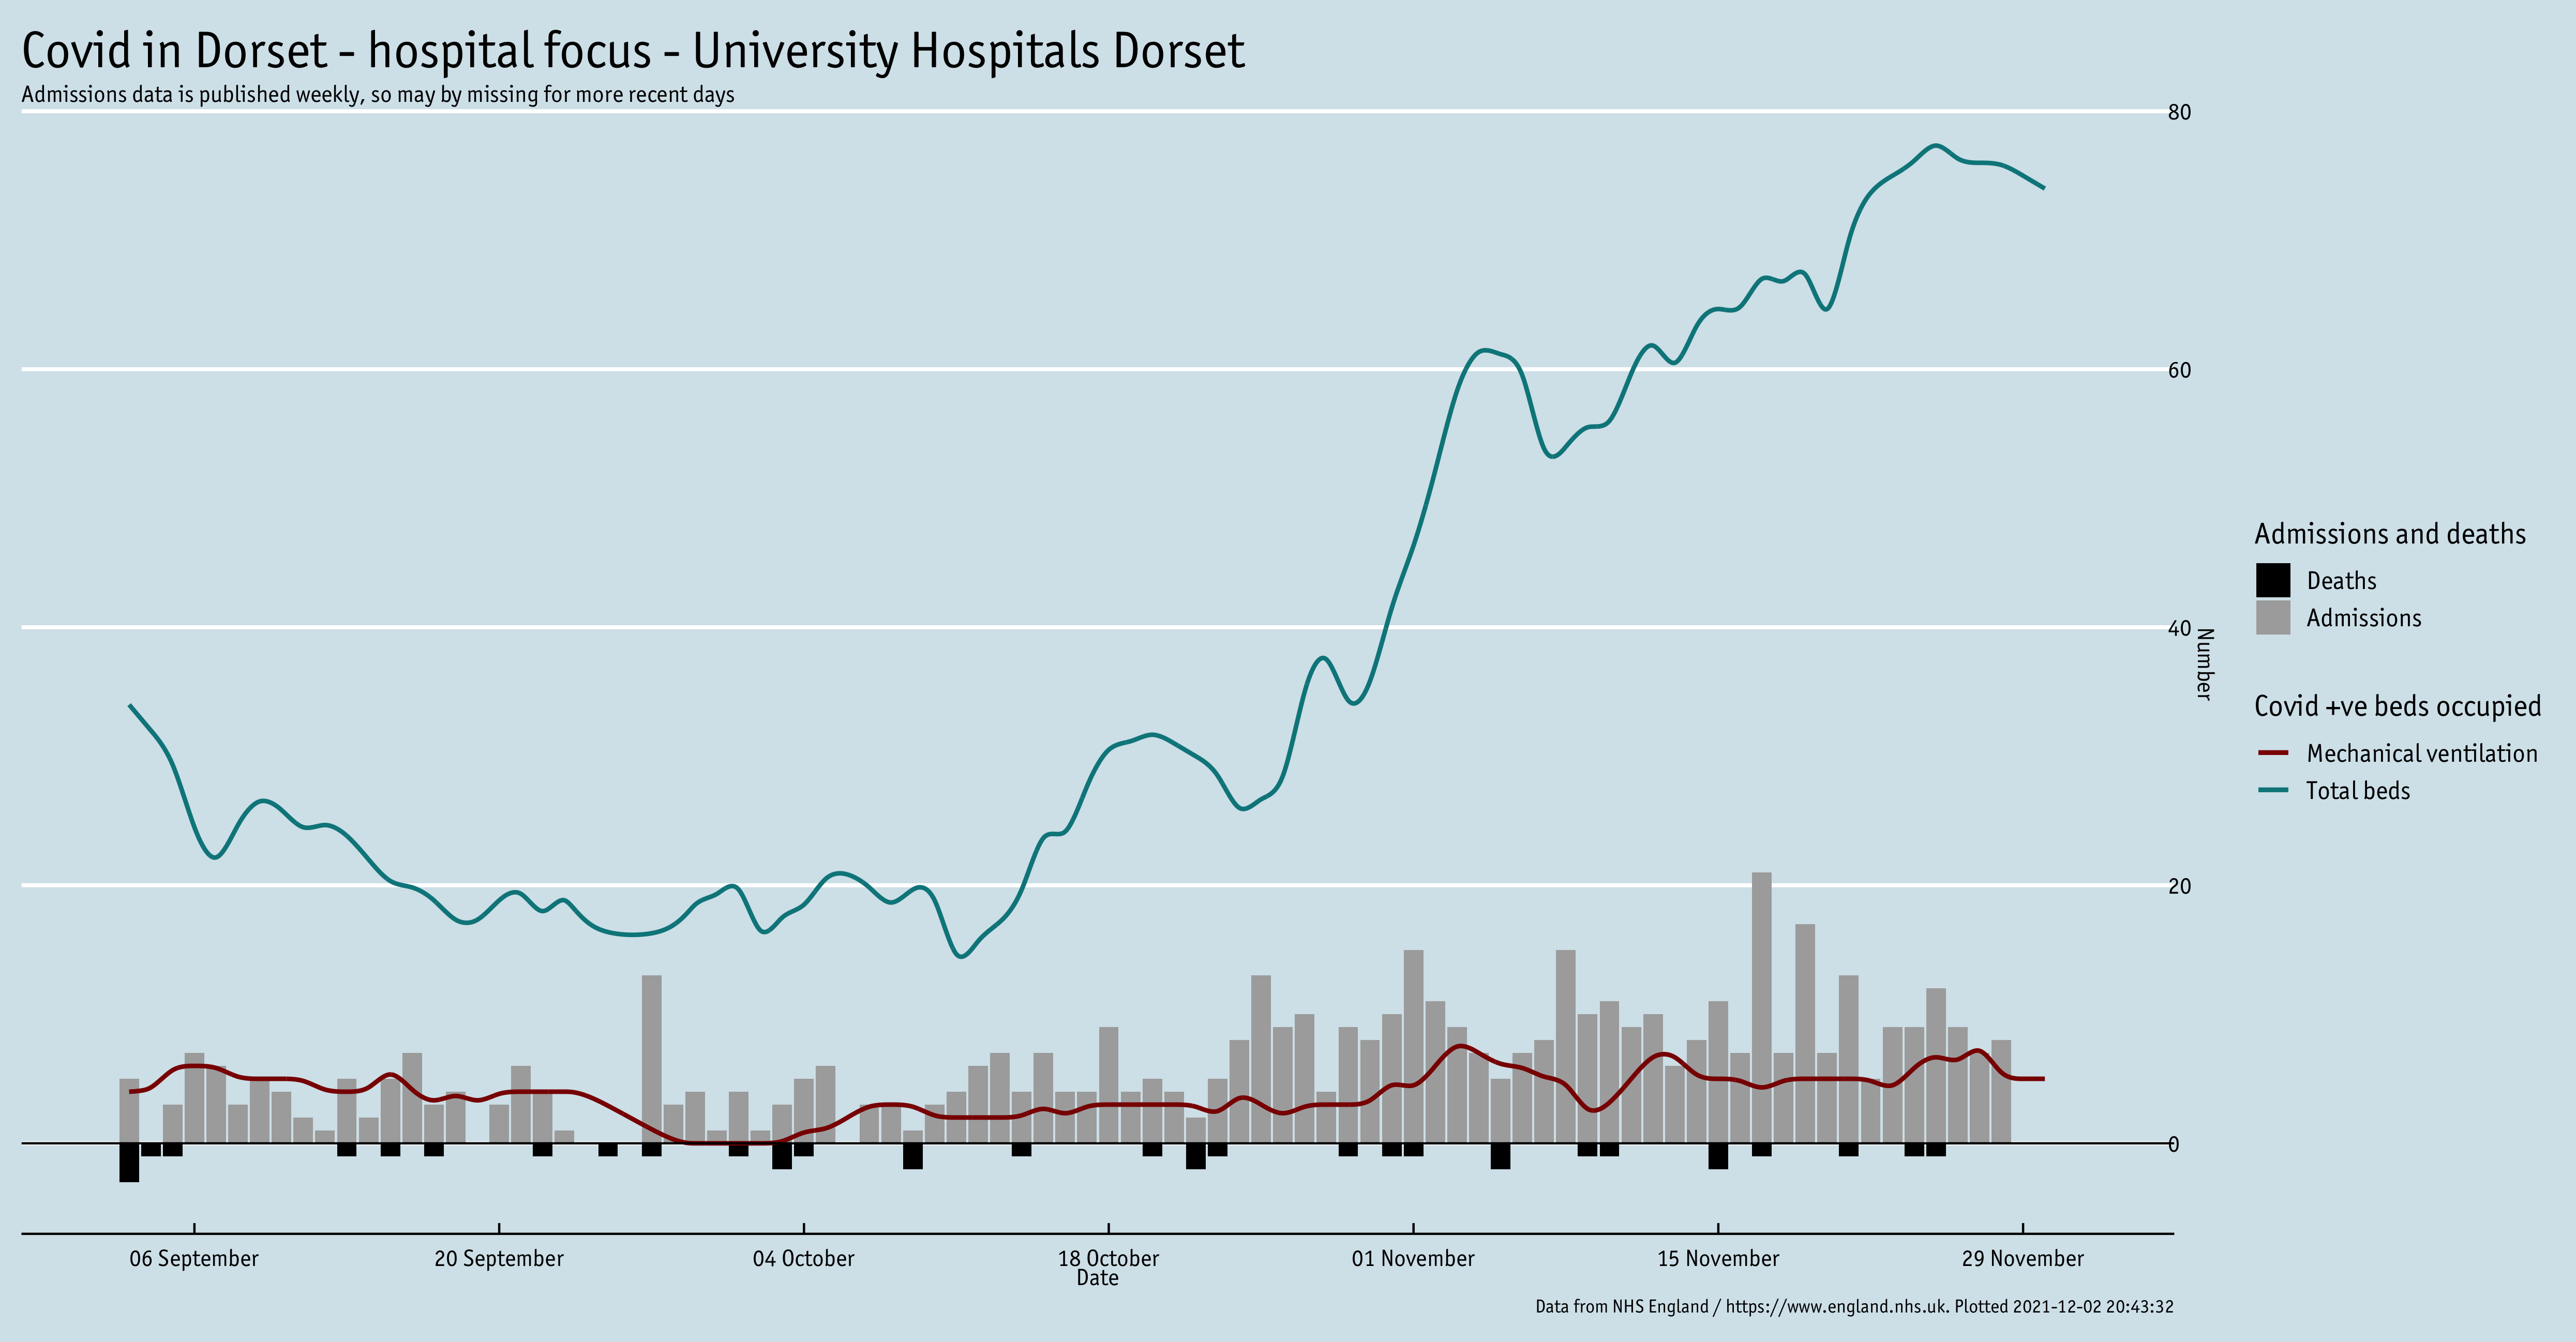 Covid in Dorset - hospital focus - University Hospitals Dorset
Admissions data is published weekly, so may by missing for more recent days
80
60
40
20
0
Number
Admissions and deaths
Deaths
Admissions
Covid +ve beds occupied
Mechanical ventilation
Total beds
06 September
20 September
04 October
18 October
01 November
15 November
29 November
Date
Data from NHS England / https://www.england.nhs.uk. Plotted 2021-12-02 20:43:32